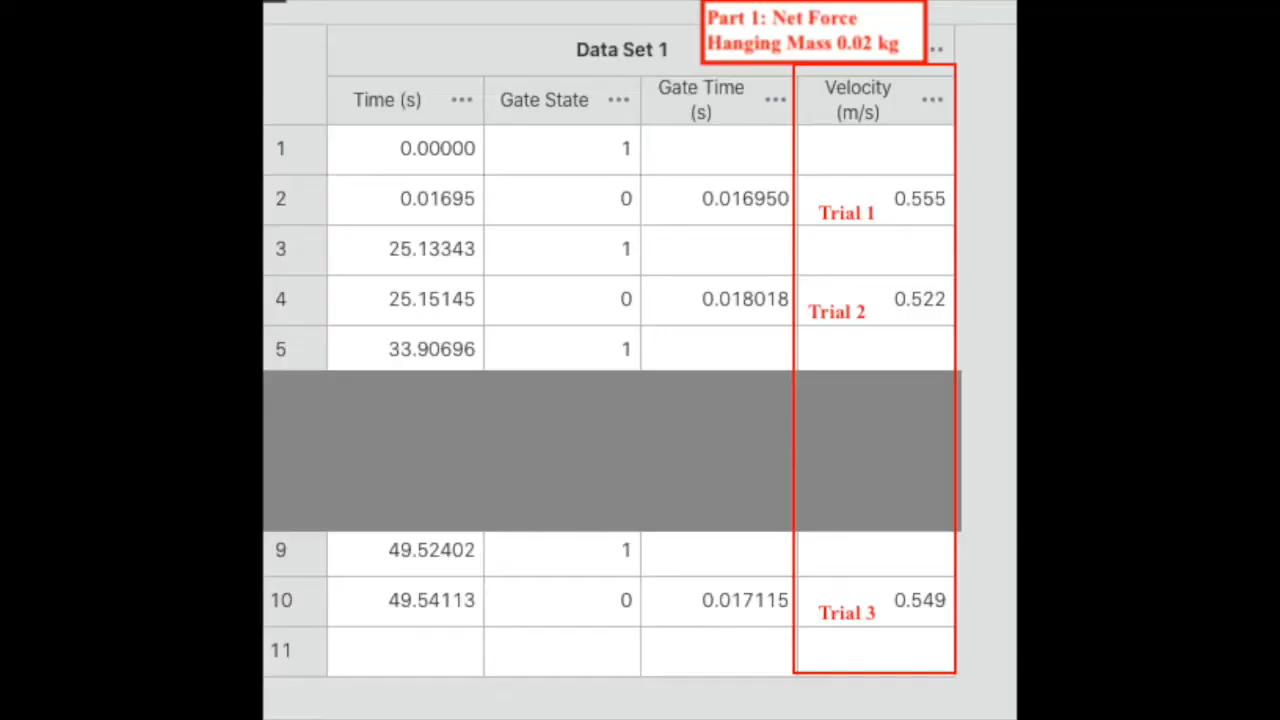 Part 1: Net Force
Hanging Mass 0.02 kg
Data Set 1
Time (s) Gate State Gate Time (s) Velocity (m/s)
1 0.00000 1
2 0.01695 0 0.016950 Trial 1 0.555
3 25.13343 1
4 25.15145 0 0.018018 Trial 2 0.522
5 33.90696 1
9 49.52402 1
10 49.54113 0 0.017115 Trial 3 0.549
11